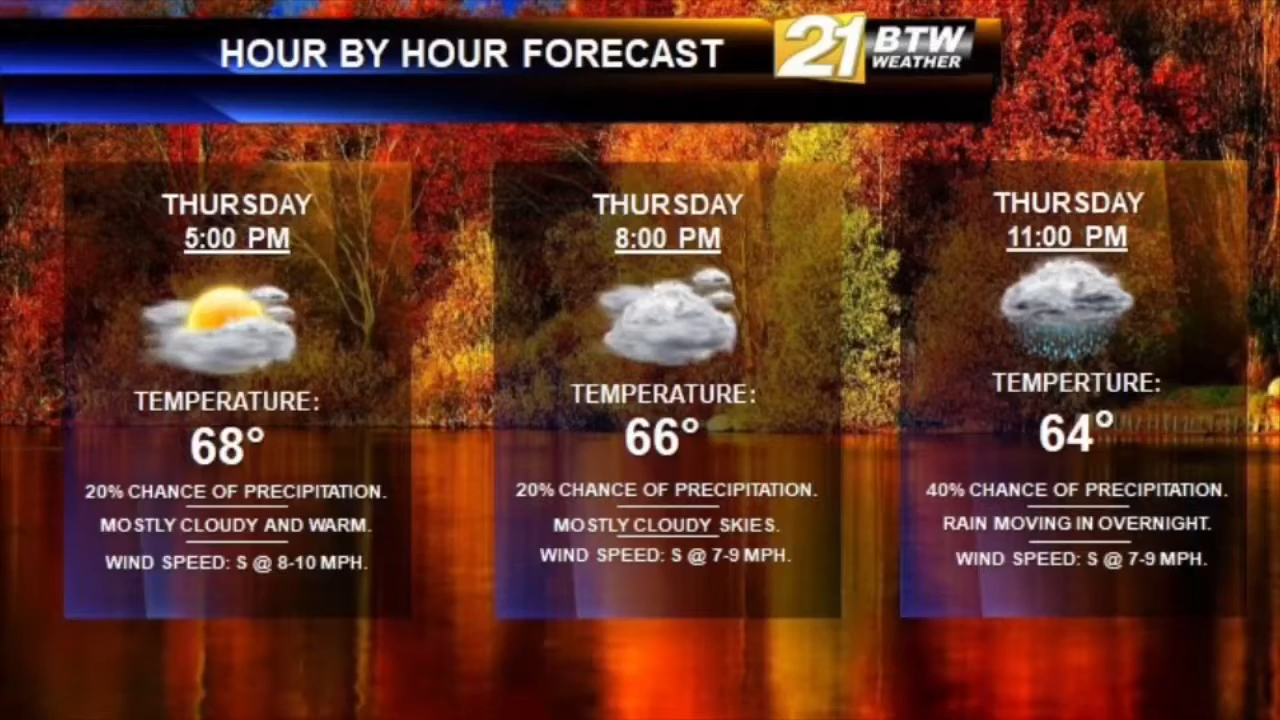 HOUR BY HOUR FORECAST
21 BTW
WEATHER
THURSDAY
5:00 PM
TEMPERATURE:
68°
20% CHANCE OF PRECIPITATION.
MOSTLY CLOUDY AND WARM.
WIND SPEED: S @ 8-10 MPH.
THURSDAY
8:00 PM
TEMPERATURE:
66°
20% CHANCE OF PRECIPITATION.
MOSTLY CLOUDY SKIES.
WIND SPEED: S @ 7-9 MPH.
THURSDAY
11:00 PM
TEMPERTURE:
64°
40% CHANCE OF PRECIPITATION.
RAIN MOVING IN OVERNIGHT.
WIND SPEED: S @ 7-9 MPH.